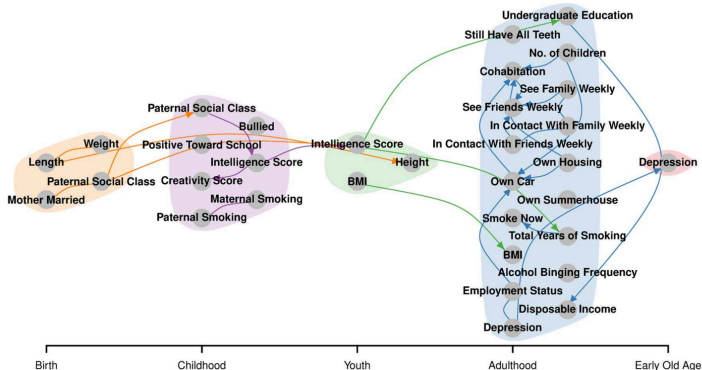 Undergraduate Education
Still Have All Teeth
No. of Children
Cohabitation
See Family Weekly
Paternal Social Class
See Friends Weekly
Bullied
In Contact With Family Weekly
Weight
Positive Toward School
Intelligence Score
In Contact With Friends Weekly
Length
Intelligence Score
Height
Own Housing
Depression
Paternal Social Class
Creativity Score
BMI
Own Car
Mother Married
Maternal Smoking
Own Summerhouse
Paternal Smoking
Smoke Now
Total Years of Smoking
BMI
Alcohol Binging Frequency
Employment Status
Disposable Income
Depression
Birth
Childhood
Youth
Adulthood
Early Old Age